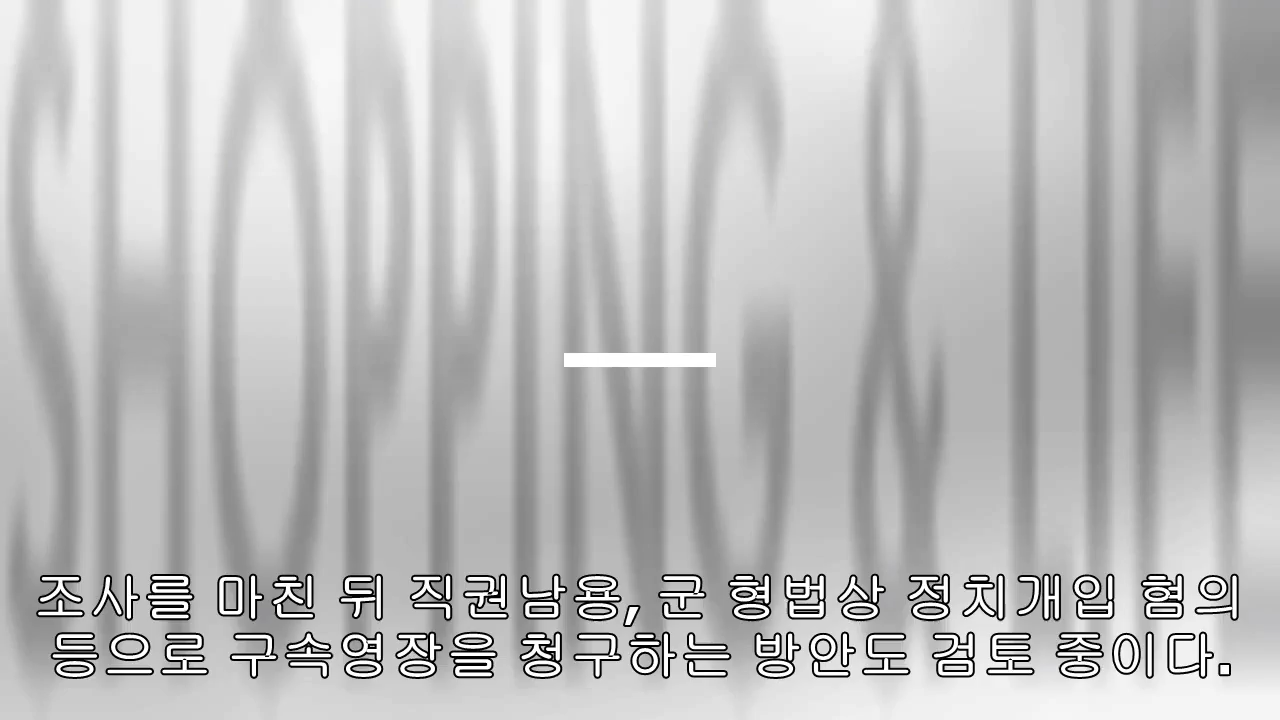 SHOPPING & LIFE
조사를 마친 뒤 직권남용, 군 형법상 정치개입 혐의
등으로 구속영장을 청구하는 방안도 검토 중이다.